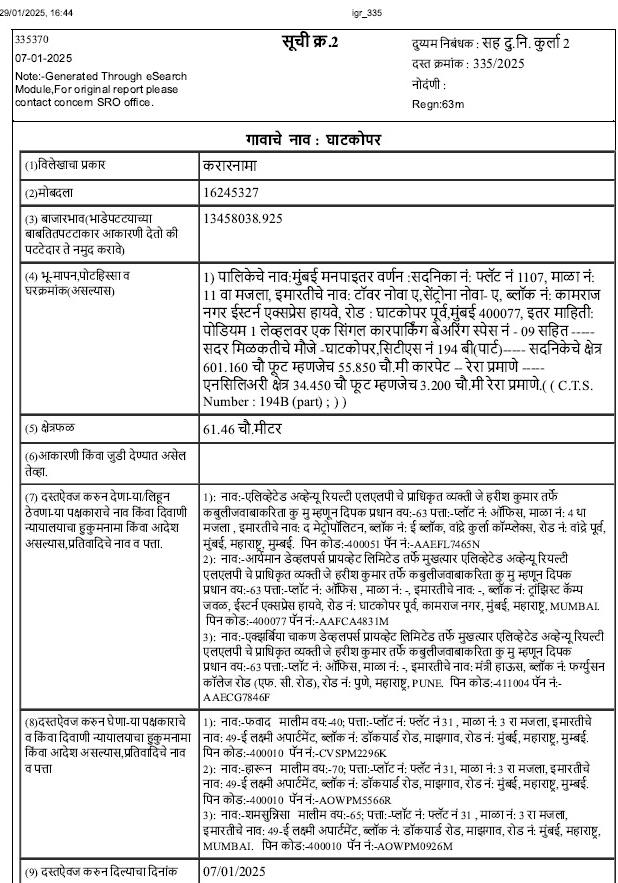 29/01/2025, 16:44
igr_335
335370
07-01-2025
Note:-Generated Through eSearch
Module,For original report please
contact concern SRO office.
सूची क्र.2
दुय्यम निबंधक : सह दु.नि. कुर्ला 2
दस्त क्रमांक : 335/2025
नोदंणी :
Regn:63m
गावाचे नाव : घाटकोपर
(1)विलेखाचा प्रकार
करारनामा
(2)मोबदला
16245327
(3) बाजारभाव(भाडेपटटयाच्या
बाबतितपटटाकार आकारणी देतो की
पटटेदार ते नमुद करावे)
13458038.925
(4) भू-मापन,पोटहिस्सा व
घरक्रमांक(असल्यास)
1) पालिकेचे नाव:मुंबई मनपाइतर वर्णन :सदनिका नं: फ्लॅट नं 1107, माळा नं:
11 वा मजला, इमारतीचे नाव: टॉवर नोवा ए,सेंट्रोना नोवा- ए, ब्लॉक नं: कामराज
नगर ईस्टर्न एक्सप्रेस हायवे, रोड : घाटकोपर पूर्व,मुंबई 400077, इतर माहिती:
पोडियम 1 लेव्हलवर एक सिंगल कारपार्किंग बेअरिंग स्पेस नं - 09 सहित -----
सदर मिळकतीचे मौजे -घाटकोपर,सिटीएस नं 194 बी(पार्ट)----- सदनिकेचे क्षेत्र
601.160 चौ फूट म्हणजेच 55.850 चौ.मी कारपेट -- रेरा प्रमाणे -----
एनसिलिअरी क्षेत्र 34.450 चौ फूट म्हणजेच 3.200 चौ.मी रेरा प्रमाणे.( ( C.T.S.
Number : 194B (part) ; ) )
(5) क्षेत्रफळ
61.46 चौ.मीटर
(6)आकारणी किंवा जुडी देण्यात असेल
तेव्हा.
(7) दस्तऐवज करुन देणा-या/लिहून
ठेवणा-या पक्षकाराचे नाव किंवा दिवाणी
न्यायालयाचा हुकुमनामा किंवा आदेश
असल्यास,प्रतिवादिचे नाव व पत्ता.
1): नाव:-एलिव्हेटेड अव्हेन्यू रियल्टी एलएलपी चे प्राधिकृत व्यक्ती जे हरीश कुमार तर्फे
कबुलीजवाबाकरिता कु मु म्हणून दिपक प्रधान वय:-63 पत्ता:-प्लॉट नं: ऑफिस, माळा नं: 4 था
मजला , इमारतीचे नाव: द मेट्रोपॉलिटन, ब्लॉक नं: ई ब्लॉक, वांद्रे कुर्ला कॉम्प्लेक्स, रोड नं: वांद्रे पूर्व,
मुंबई, महाराष्ट्र, मुम्बई. पिन कोड:-400051 पॅन नं:-AAEFL7465N
2): नाव:-आर्यमान डेव्हलपर्स प्रायव्हेट लिमिटेड तर्फे मुखत्यार एलिव्हेटेड अव्हेन्यू रियल्टी
एलएलपी चे प्राधिकृत व्यक्ती जे हरीश कुमार तर्फे कबुलीजवाबाकरिता कु मु म्हणून दिपक
प्रधान वय:-63 पत्ता:-प्लॉट नं: ऑफिस , माळा नं: -, इमारतीचे नाव: -, ब्लॉक नं: ट्रांझिस्ट कॅम्प
जवळ, ईस्टर्न एक्सप्रेस हायवे, रोड नं: घाटकोपर पूर्व, कामराज नगर, मुंबई, महाराष्ट्र, MUMBAI.
पिन कोड:-400077 पॅन नं:-AAFCA4831M
3): नाव:-एक्झर्बिया चाकण डेव्हलपर्स प्रायव्हेट लिमिटेड तर्फे मुखत्यार एलिव्हेटेड अव्हेन्यू रियल्टी
एलएलपी चे प्राधिकृत व्यक्ती जे हरीश कुमार तर्फे कबुलीजवाबाकरिता कु मु म्हणून दिपक
प्रधान वय:-63 पत्ता:-प्लॉट नं: ऑफिस, माळा नं: -, इमारतीचे नाव: मंत्री हाऊस, ब्लॉक नं: फर्ग्युसन
कॉलेज रोड (एफ. सी. रोड), रोड नं: पुणे, महाराष्ट्र, PUNE. पिन कोड:-411004 पॅन नं:-
AAECG7846F
(8)दस्तऐवज करुन घेणा-या पक्षकाराचे
व किंवा दिवाणी न्यायालयाचा हुकुमनामा
किंवा आदेश असल्यास,प्रतिवादिचे नाव
व पत्ता
1): नाव:-फवाद मालीम वय:-40; पत्ता:-प्लॉट नं: फ्लॅट नं 31 , माळा नं: 3 रा मजला, इमारतीचे
नाव: 49-ई लक्ष्मी अपार्टमेंट, ब्लॉक नं: डॉकयार्ड रोड, माझगाव, रोड नं: मुंबई, महाराष्ट्र, मुम्बई.
पिन कोड:-400010 पॅन नं:-CVSPM2296K
2): नाव:-हारून मालीम वय:-70; पत्ता:-प्लॉट नं: फ्लॅट नं 31, माळा नं: 3 रा मजला, इमारतीचे
नाव: 49-ई लक्ष्मी अपार्टमेंट, ब्लॉक नं: डॉकयार्ड रोड, माझगाव, रोड नं: मुंबई, महाराष्ट्र, मुम्बई.
पिन कोड:-400010 पॅन नं:-AOWPM5566R
3): नाव:-शमसुन्निसा मालीम वय:-65; पत्ता:-प्लॉट नं: फ्लॅट नं 31 , माळा नं: 3 रा मजला,
इमारतीचे नाव: 49-ई लक्ष्मी अपार्टमेंट, ब्लॉक नं: डॉकयार्ड रोड, माझगाव, रोड नं: मुंबई, महाराष्ट्र,
MUMBAI. पिन कोड:-400010 पॅन नं:-AOWPM0926M
(9) दस्तऐवज करुन दिल्याचा दिनांक
07/01/2025